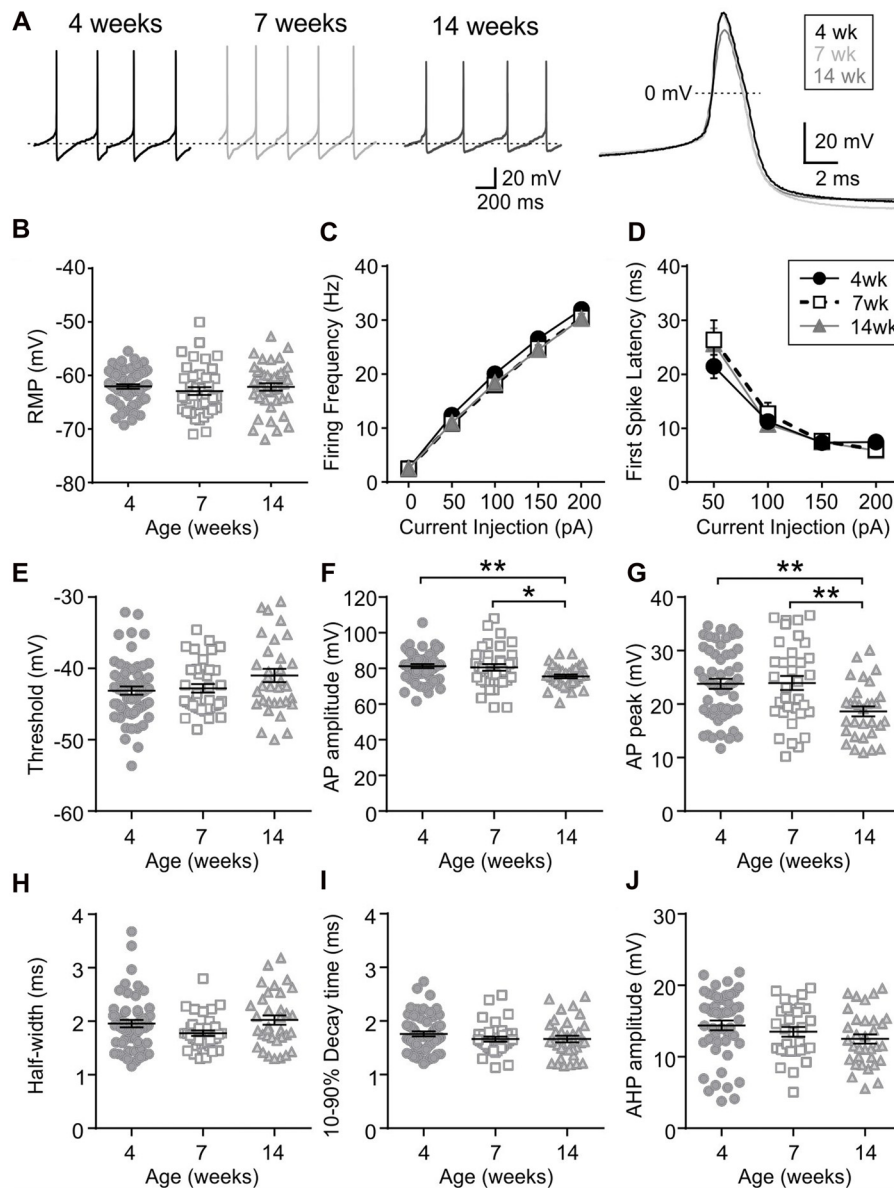 A
4 weeks
7 weeks
14 weeks
20 mV
200 ms
0 mV
4 wk
7 wk
14 wk
20 mV
2 ms
B
RMP (mV)
-40
-50
-60
-70
-80
4
7
14
Age (weeks)
C
Firing Frequency (Hz)
40
30
20
10
0
0
50
100
150
200
Current Injection (pA)
D
First Spike Latency (ms)
40
30
20
10
0
50
100
150
200
Current Injection (pA)
4wk
7wk
14wk
E
Threshold (mV)
-30
-40
-50
-60
4
7
14
Age (weeks)
F
AP amplitude (mV)
120
100
80
60
40
20
0
**
*
4
7
14
Age (weeks)
G
AP peak (mV)
40
30
20
10
0
**
**
4
7
14
Age (weeks)
H
Half-width (ms)
4
3
2
1
0
4
7
14
Age (weeks)
I
10-90% Decay time (ms)
4
3
2
1
0
4
7
14
Age (weeks)
J
AHP amplitude (mV)
30
20
10
0
4
7
14
Age (weeks)